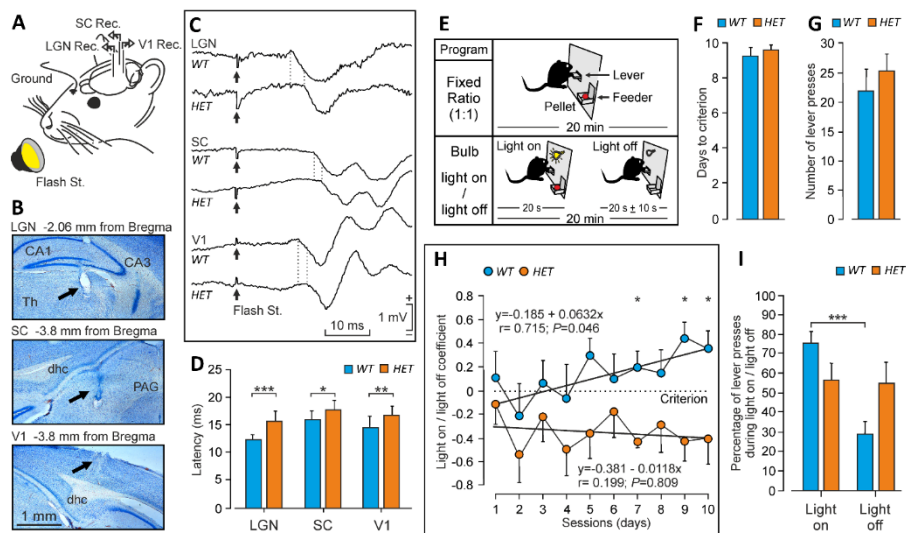 A
SC Rec.
LGN Rec.
V1 Rec.
Ground
Flash St.
B
LGN -2.06 mm from Bregma
CA1
CA3
Th
SC -3.8 mm from Bregma
dhc
PAG
V1 -3.8 mm from Bregma
dhc
1 mm
C
LGN
WT
HET
SC
WT
HET
V1
WT
HET
Flash St.
10 ms
1 mV
+
–
D
WT HET
Latency (ms)
20
15
10
5
0
*** * **
LGN SC V1
E
Program
Fixed
Ratio
(1:1)
Lever
Feeder
Pellet
20 min
Bulb
light on
/
light off
Light on
Light off
20 s
20 s ± 10 s
20 min
F
WT HET
Days to criterion
10
8
6
4
2
0
G
Number of lever presses
30
25
20
15
10
5
0
H
WT HET
Light on / light off coefficient
0.8
0.6
0.4
0.2
0
-0.2
-0.4
-0.6
-0.8
y=-0.185 + 0.0632x
r= 0.715; P=0.046
* * *
Criterion
y=-0.381 - 0.0118x
r= 0.199; P=0.809
1 2 3 4 5 6 7 8 9 10
Sessions (days)
I
WT HET
Percentage of lever presses
during light on / light off
100
90
80
70
60
50
40
30
20
10
0
***
Light
on
Light
off